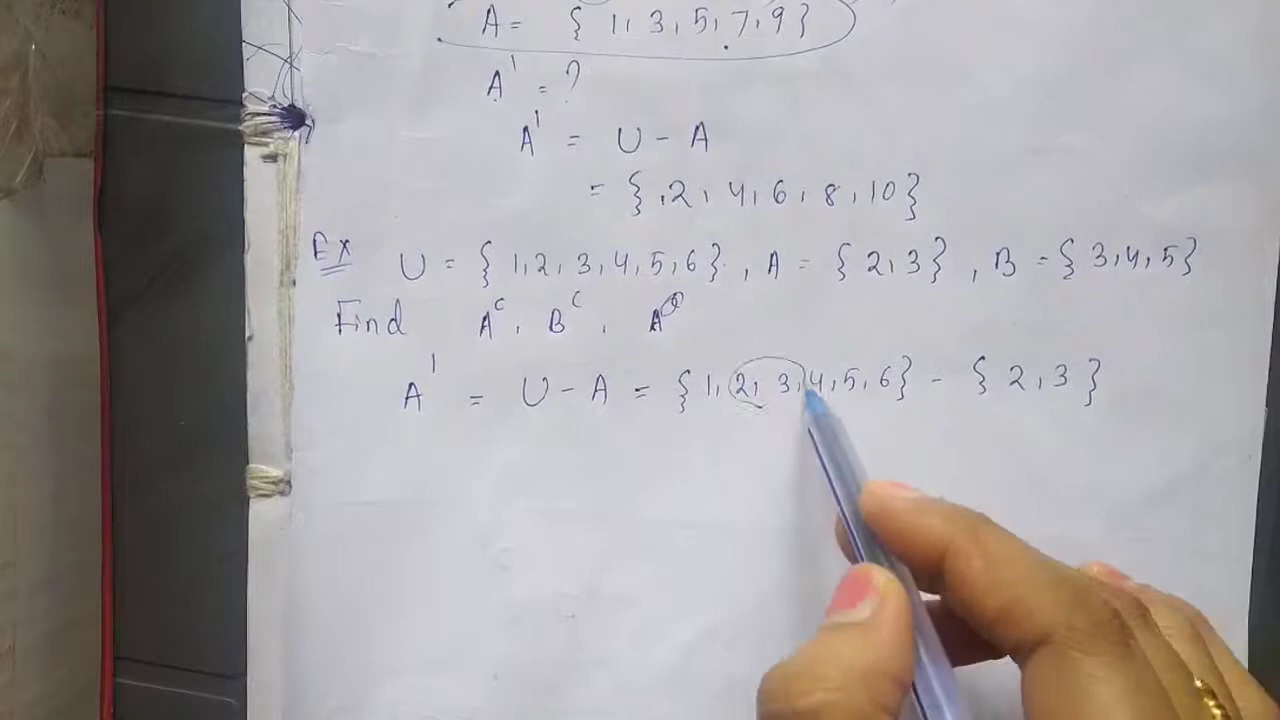 A = { 1, 3, 5, 7, 9 }
A' = ?
A' = U - A
= { 2, 4, 6, 8, 10 }
Ex U = { 1, 2, 3, 4, 5, 6 }, A = { 2, 3 }, B = { 3, 4, 5 }
Find A^c, B^c, A
A' = U - A = { 1, 2, 3, 4, 5, 6 } - { 2, 3 }